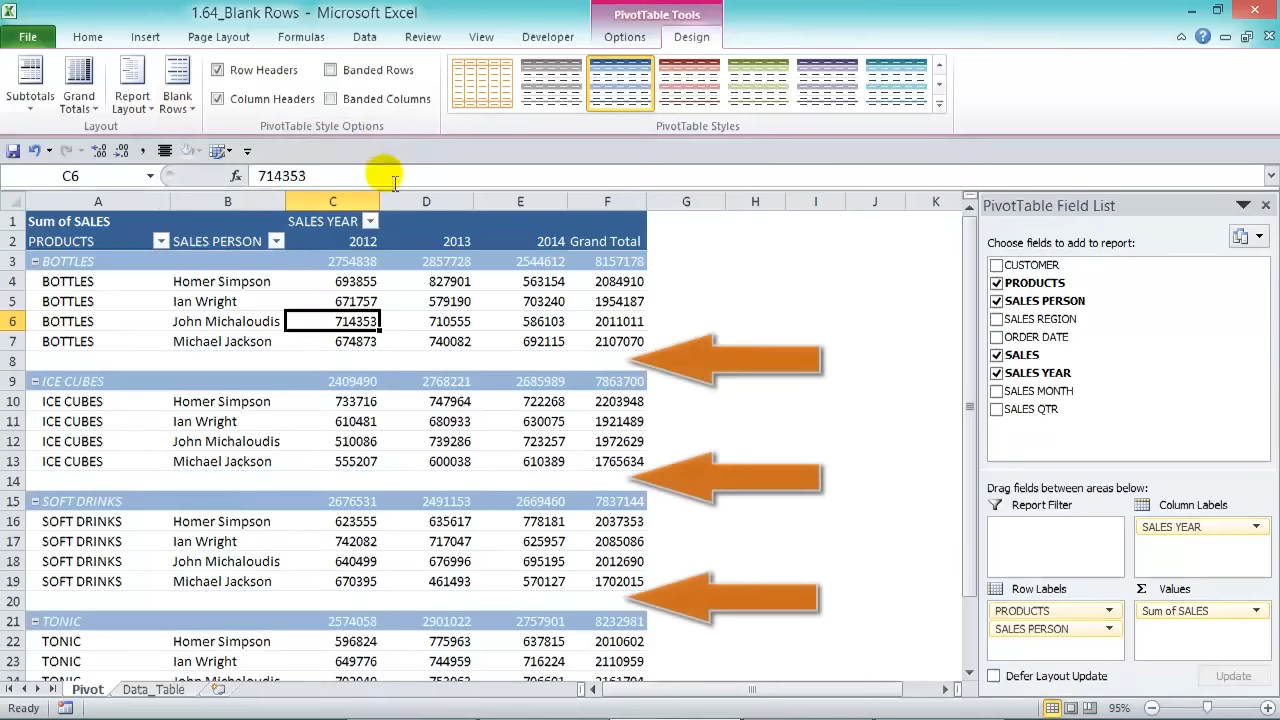 1.64_Blank Rows - Microsoft Excel
PivotTable Tools
File Home Insert Page Layout Formulas Data Review View Developer Options Design
Subtotals
Grand Totals
Report Layout
Blank Rows
Layout
Row Headers
Banded Rows
Column Headers
Banded Columns
PivotTable Style Options
PivotTable Styles
C6 fx 714353
A B C D E F G H I J K
1 Sum of SALES SALES YEAR
2 PRODUCTS SALES PERSON 2012 2013 2014 Grand Total
3 BOTTLES 2754838 2857728 2544612 8157178
4 BOTTLES Homer Simpson 693855 827901 563154 2084910
5 BOTTLES Ian Wright 671757 579190 703240 1954187
6 BOTTLES John Michaloudis 714353 710555 586103 2011011
7 BOTTLES Michael Jackson 674873 740082 692115 2107070
8
9 ICE CUBES 2409490 2768221 2685989 7863700
10 ICE CUBES Homer Simpson 733716 747964 722268 2203948
11 ICE CUBES Ian Wright 610481 680933 630075 1921489
12 ICE CUBES John Michaloudis 510086 739286 723257 1972629
13 ICE CUBES Michael Jackson 555207 600038 610389 1765634
14
15 SOFT DRINKS 2676531 2491153 2669460 7837144
16 SOFT DRINKS Homer Simpson 623555 635617 778181 2037353
17 SOFT DRINKS Ian Wright 742082 717047 625957 2085086
18 SOFT DRINKS John Michaloudis 640499 676996 695195 2012690
19 SOFT DRINKS Michael Jackson 670395 461493 570127 1702015
20
21 TONIC 2574058 2901022 2757901 8232981
22 TONIC Homer Simpson 596824 775963 637815 2010602
23 TONIC Ian Wright 649776 744959 716224 2110959
PivotTable Field List
Choose fields to add to report:
CUSTOMER
PRODUCTS
SALES PERSON
SALES REGION
ORDER DATE
SALES
SALES YEAR
SALES MONTH
SALES QTR
Drag fields between areas below:
Report Filter
Column Labels
SALES YEAR
Row Labels
Σ Values
PRODUCTS
SALES PERSON
Sum of SALES
Defer Layout Update
Update
Pivot Data_Table
Ready
95%